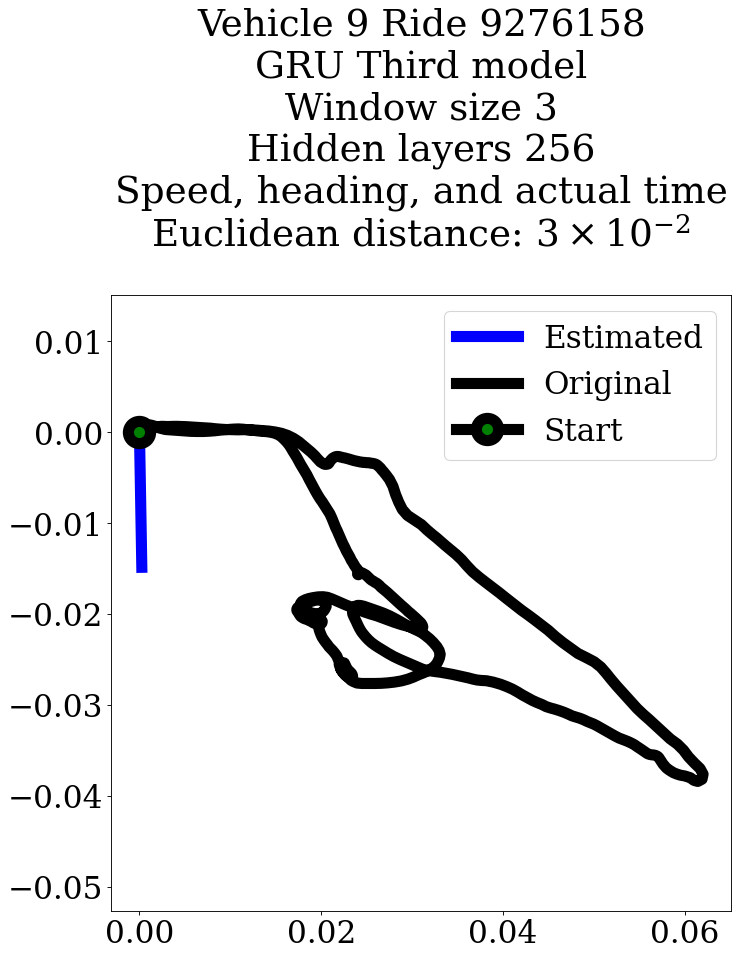 Vehicle 9 Ride 9276158
GRU Third model
Window size 3
Hidden layers 256
Speed, heading, and actual time
Euclidean distance: 3 × 10⁻²
Estimated
Original
Start
0.01
0.00
−0.01
−0.02
−0.03
−0.04
−0.05
0.00 0.02 0.04 0.06